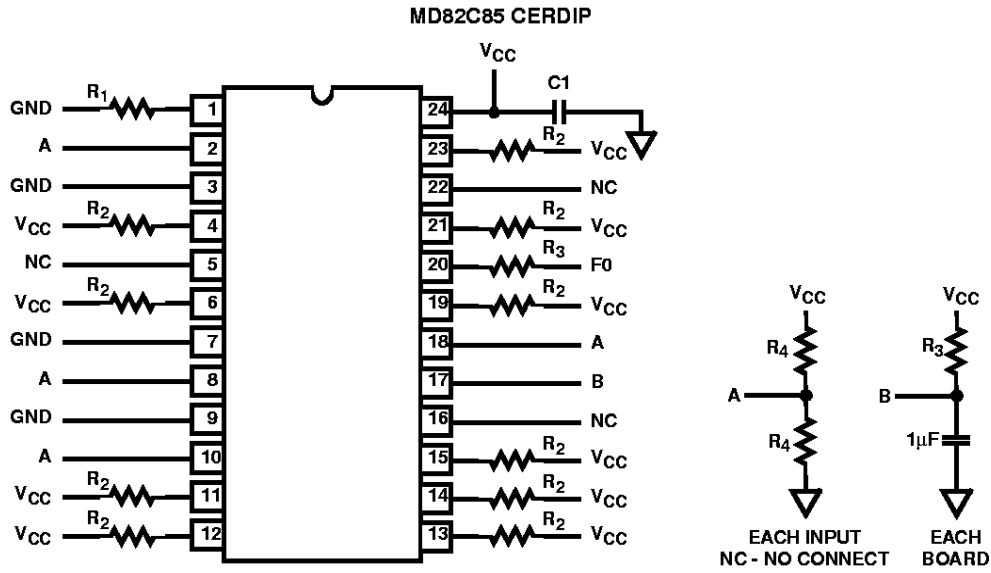 MD82C85 CERDIP
VCC
C1
GND R1 1
A 2
GND 3
VCC R2 4
NC 5
VCC R2 6
GND 7
A 8
GND 9
A 10
VCC R2 11
VCC R2 12
24
23 R2 VCC
22 NC
21 R2 VCC
20 R3 F0
19 R2 VCC
18 A
17 B
16 NC
15 R2 VCC
14 R2 VCC
13 R2 VCC
VCC
R4
A
R4
EACH INPUT
NC - NO CONNECT
VCC
R3
B
1μF
EACH
BOARD